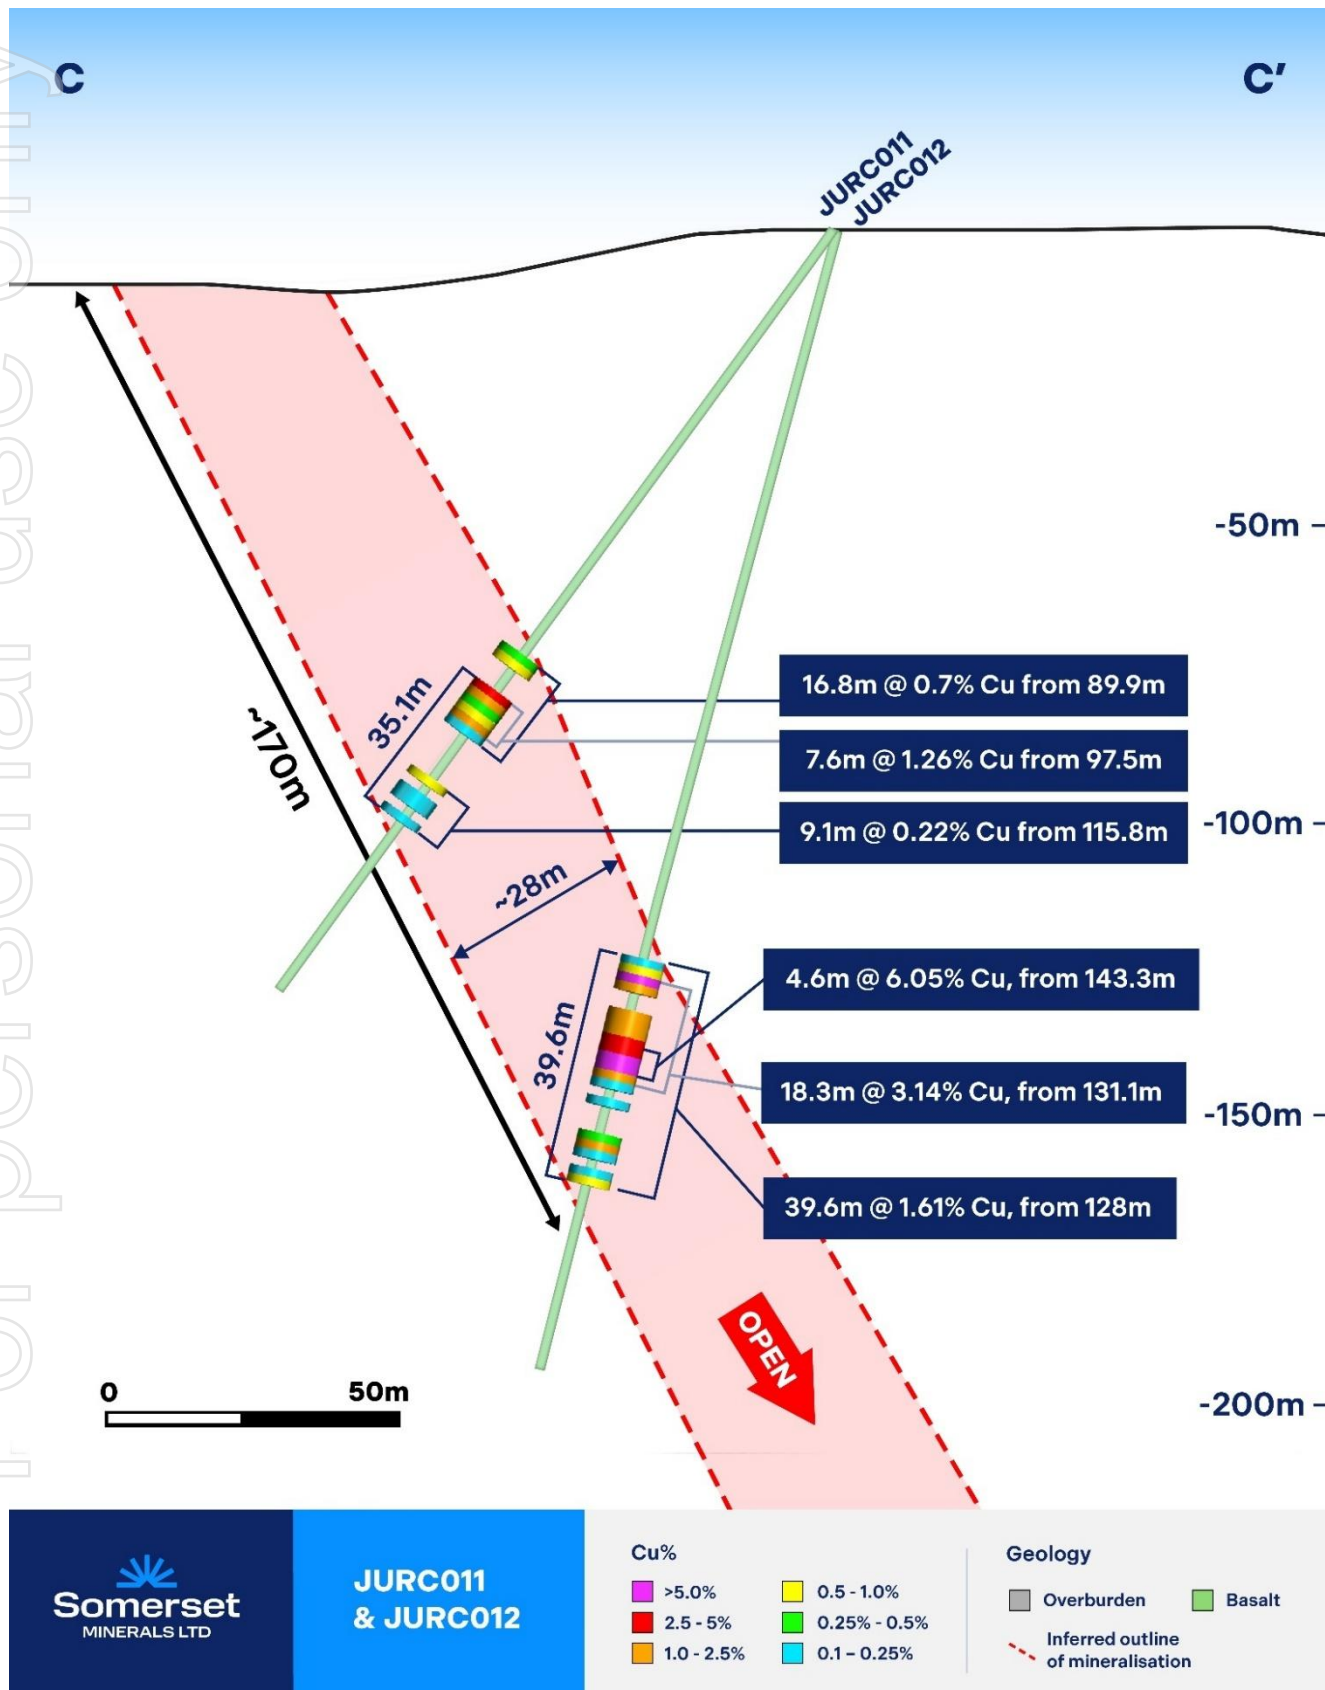 For personal use only
C
C'
JURC011
JURC012
-50m
16.8m @ 0.7% Cu from 89.9m
35.1m
~170m
7.6m @ 1.26% Cu from 97.5m
9.1m @ 0.22% Cu from 115.8m
-100m
~28m
4.6m @ 6.05% Cu, from 143.3m
39.6m
18.3m @ 3.14% Cu, from 131.1m
-150m
39.6m @ 1.61% Cu, from 128m
OPEN
0
50m
-200m
Somerset
MINERALS LTD
JURC011
& JURC012
Cu%
>5.0%
2.5 - 5%
1.0 - 2.5%
0.5 - 1.0%
0.25% - 0.5%
0.1 – 0.25%
Geology
Overburden
Basalt
Inferred outline
of mineralisation